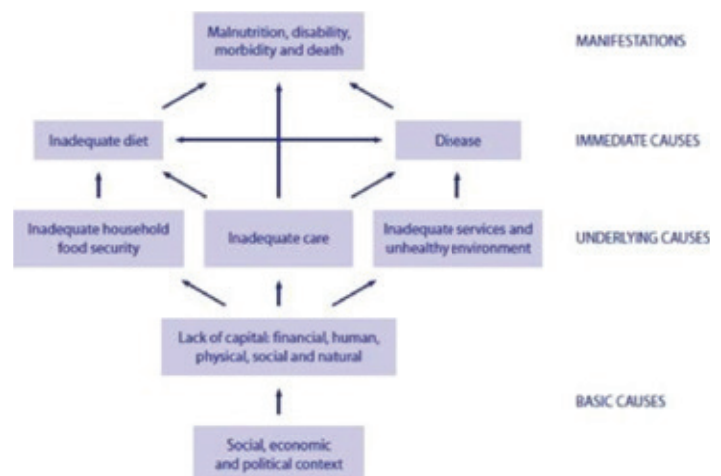 Malnutrition, disability,
morbidity and death
MANIFESTATIONS
Inadequate diet
Disease
IMMEDIATE CAUSES
Inadequate household
food security
Inadequate care
Inadequate services and
unhealthy environment
UNDERLYING CAUSES
Lack of capital: financial, human,
physical, social and natural
BASIC CAUSES
Social, economic
and political context